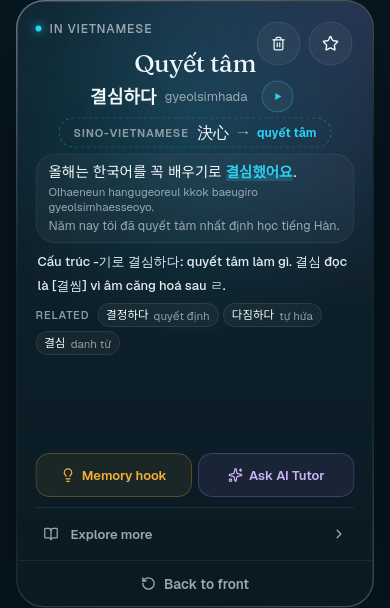 IN VIETNAMESE
Quyết tâm
결심하다 gyeolsimhada
SINO-VIETNAMESE 決心 → quyết tâm
올해는 한국어를 꼭 배우기로 결심했어요.
Olhaeneun hangugeoreul kkok baeugiro
gyeolsimhaesseoyo.
Năm nay tôi đã quyết tâm nhất định học tiếng Hàn.
Cấu trúc -기로 결심하다: quyết tâm làm gì. 결심 đọc
là [결씸] vì âm căng hoá sau ㄹ.
RELATED 결정하다 quyết định 다짐하다 tự hứa
결심 danh từ
Memory hook Ask AI Tutor
Explore more
Back to front